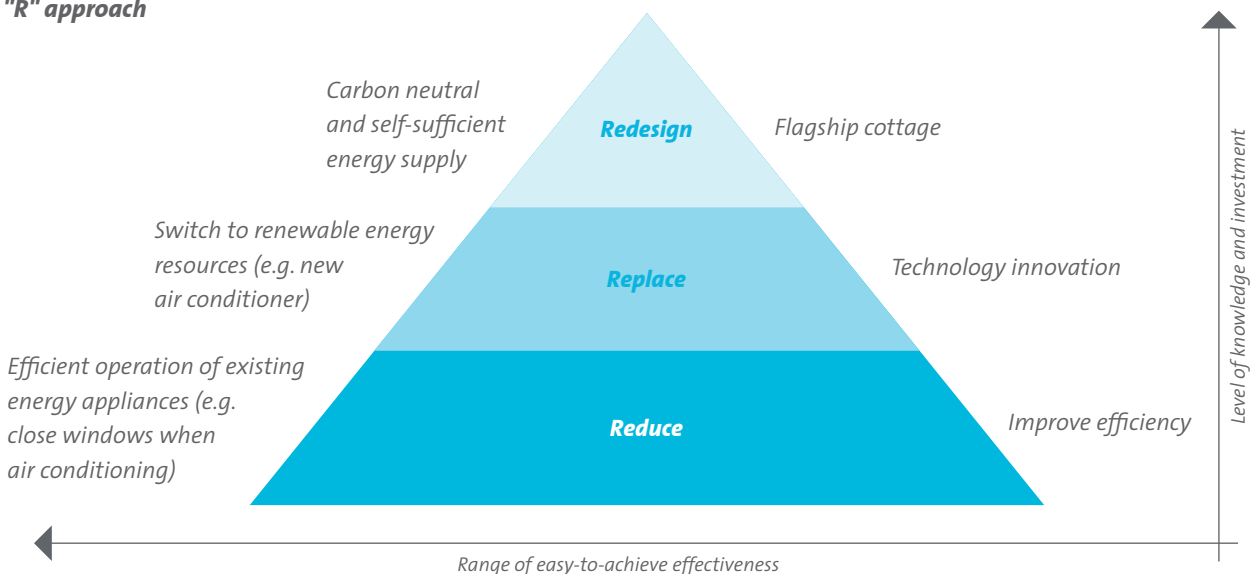 "R" approach
Carbon neutral
and self-sufficient
energy supply
Redesign
Flagship cottage
Switch to renewable energy
resources (e.g. new
air conditioner)
Replace
Technology innovation
Efficient operation of existing
energy appliances (e.g.
close windows when
air conditioning)
Reduce
Improve efficiency
Level of knowledge and investment
Range of easy-to-achieve effectiveness